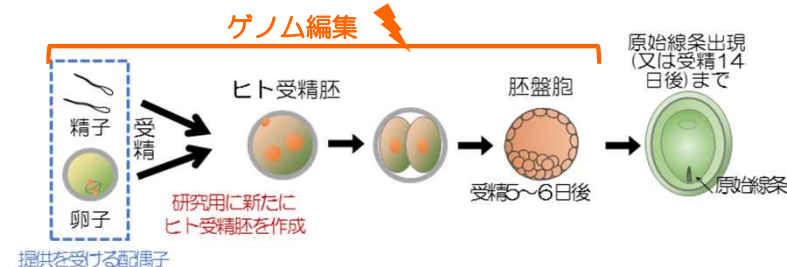 ゲノム編集
原始線条出現
(又は受精14
日後)まで
ヒト受精胚
胚盤胞
精子
受精
卵子
受精5〜6日後
原始線条
研究用に新たに
ヒト受精胚を作成
提供を受ける配偶子